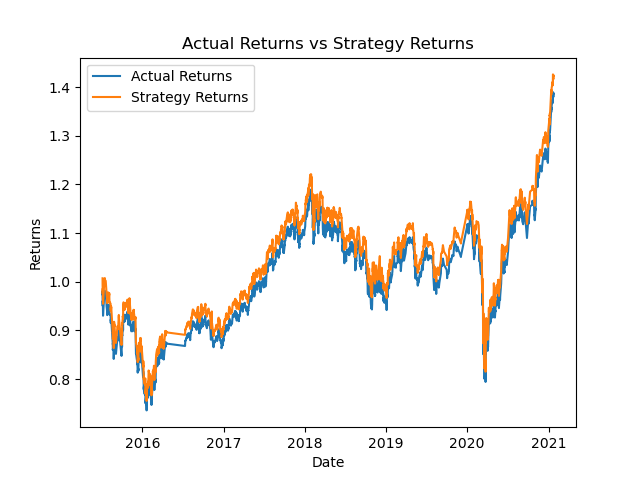 Actual Returns vs Strategy Returns
Actual Returns
Strategy Returns
Returns
1.4
1.3
1.2
1.1
1.0
0.9
0.8
2016
2017
2018
2019
2020
2021
Date